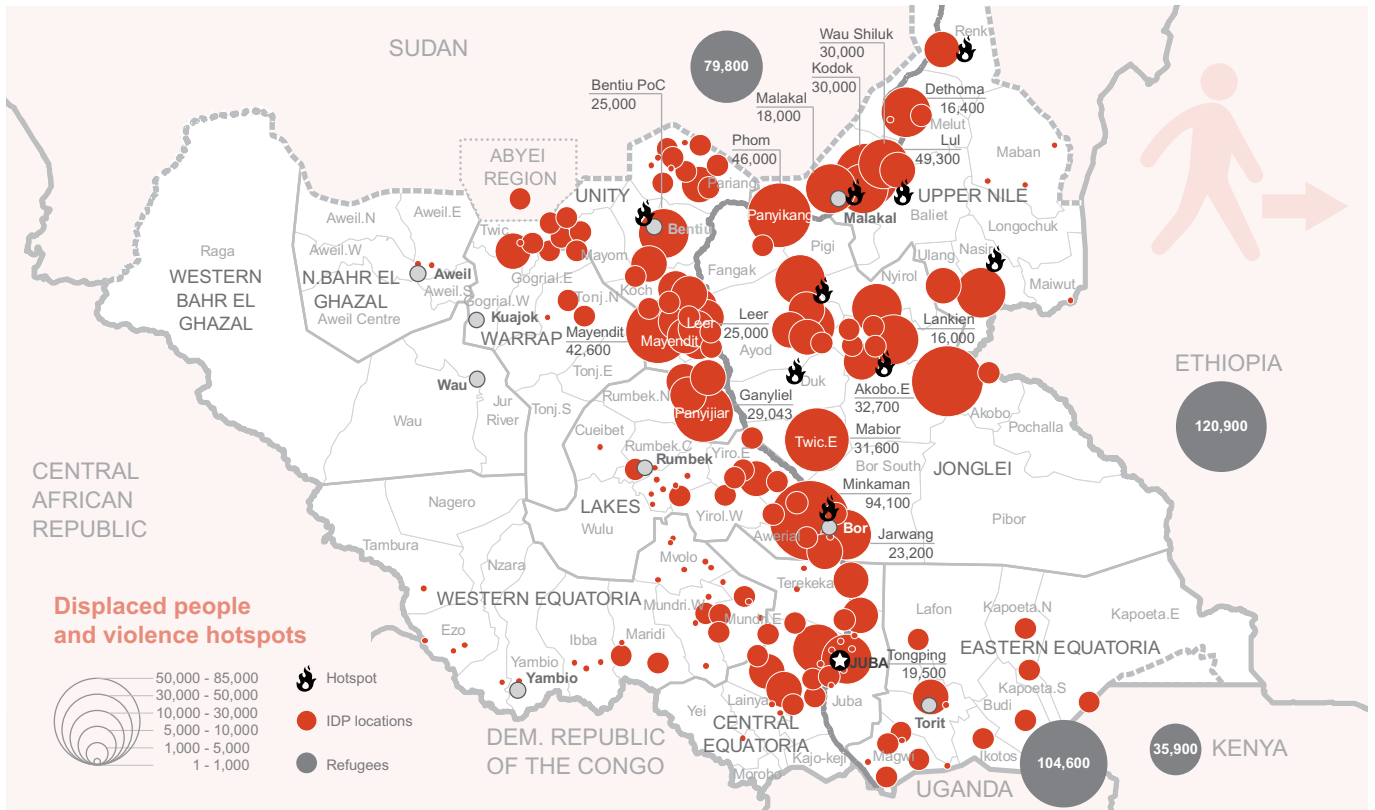 SUDAN
79,800
Renk
Wau Shiluk
30,000
Kodok
30,000
Bentiu PoC
25,000
Malakal
18,000
Dethoma
16,400
Melut
Phom
46,000
Lul
49,300
Maban
ABYEI
REGION
UNITY
Pariang
UPPER NILE
Panyikang
Malakal
Baliet
Longochuk
Aweil.N
Aweil.E
Twic
Bentiu
Raga
Aweil.W
Mayom
Pigi
Ulang
Nasir
WESTERN
BAHR EL
GHAZAL
N.BAHR EL
GHAZAL
Aweil
Aweil.S
Aweil Centre
Gogrial.E
Gogrial.W
Tonj.N
Koch
Fangak
Nyirol
Maiwut
Kuajok
WARRAP
Mayendit
42,600
Leer
Mayendit
Leer
25,000
Ayod
Lankien
16,000
ETHIOPIA
120,900
Wau
Tonj.E
Duk
Rumbek.N
Ganyliel
29,043
Akobo.E
32,700
Wau
Jur
River
Tonj.S
Panyijiar
Akobo
Pochalla
Cueibet
Twic.E
Mabior
31,600
Rumbek.C
Rumbek
Yiro.E
Bor South
JONGLEI
CENTRAL
AFRICAN
REPUBLIC
Minkaman
94,100
Nagero
LAKES
Wulu
Yirol.W
Awerial
Bor
Pibor
Jarwang
23,200
Tambura
Nzara
Mvolo
Terekeka
WESTERN EQUATORIA
Mundri.W
Mundri.E
Lafon
Kapoeta.N
Kapoeta.E
Displaced people
and violence hotspots
Ezo
Ibba
Maridi
EASTERN EQUATORIA
Yambio
Yambio
JUBA
Tongping
19,500
50,000 - 85,000
30,000 - 50,000
10,000 - 30,000
5,000 - 10,000
1,000 - 5,000
1 - 1,000
Hotspot
IDP locations
Refugees
Lainya
Juba
Kapoeta.S
Budi
Yei
Torit
CENTRAL
EQUATORIA
DEM. REPUBLIC
OF THE CONGO
Kajo-keji
Morobo
Magwi
Ikotos
104,600
35,900
KENYA
UGANDA